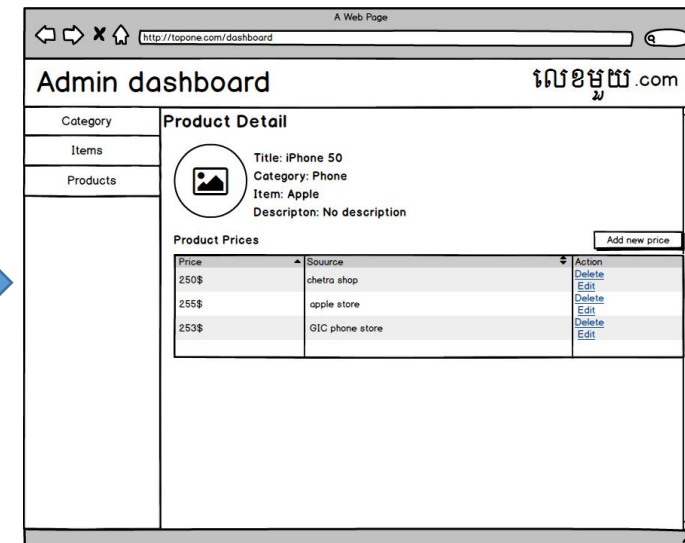 A Web Page
http://topone.com/dashboard
Admin dashboard
លេខមួយ.com
Category
Items
Products
Product Detail
Title: iPhone 50
Category: Phone
Item: Apple
Descripton: No description
Product Prices
Add new price
Price Souurce Action
250$ chetra shop Delete
Edit
255$ apple store Delete
Edit
253$ GIC phone store Delete
Edit